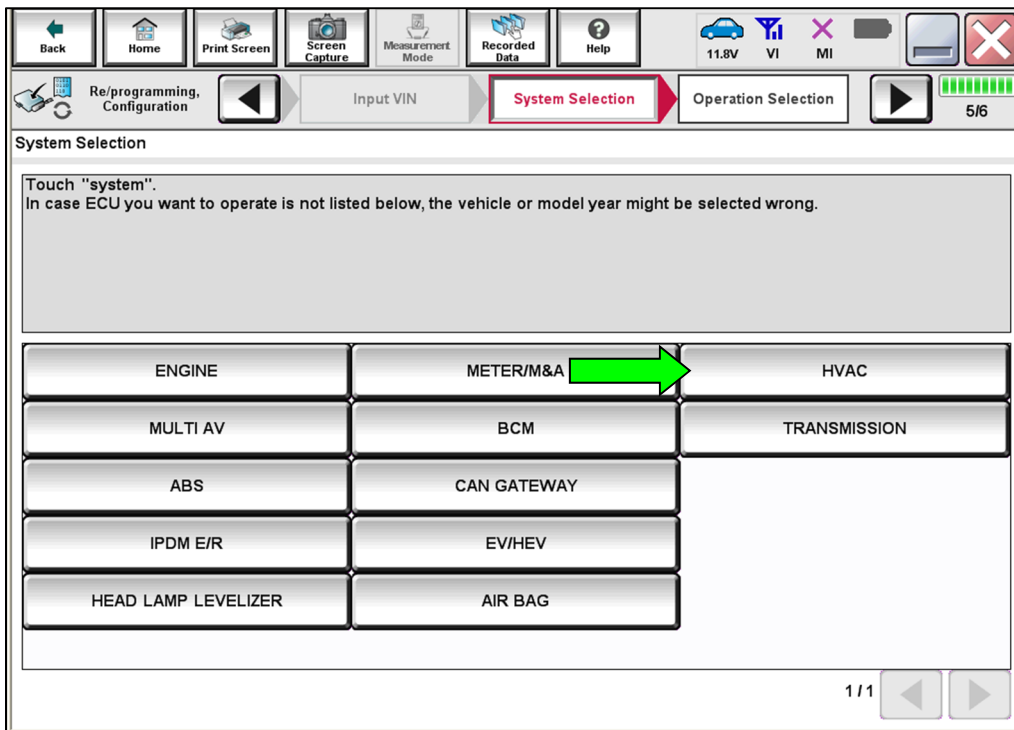 Back
Home
Print Screen
Screen Capture
Measurement Mode
Recorded Data
Help
11.8V
VI
MI
Re/programming, Configuration
Input VIN
System Selection
Operation Selection
5/6
System Selection
Touch "system".
In case ECU you want to operate is not listed below, the vehicle or model year might be selected wrong.
ENGINE
METER/M&A
HVAC
MULTI AV
BCM
TRANSMISSION
ABS
CAN GATEWAY
IPDM E/R
EV/HEV
HEAD LAMP LEVELIZER
AIR BAG
1/1